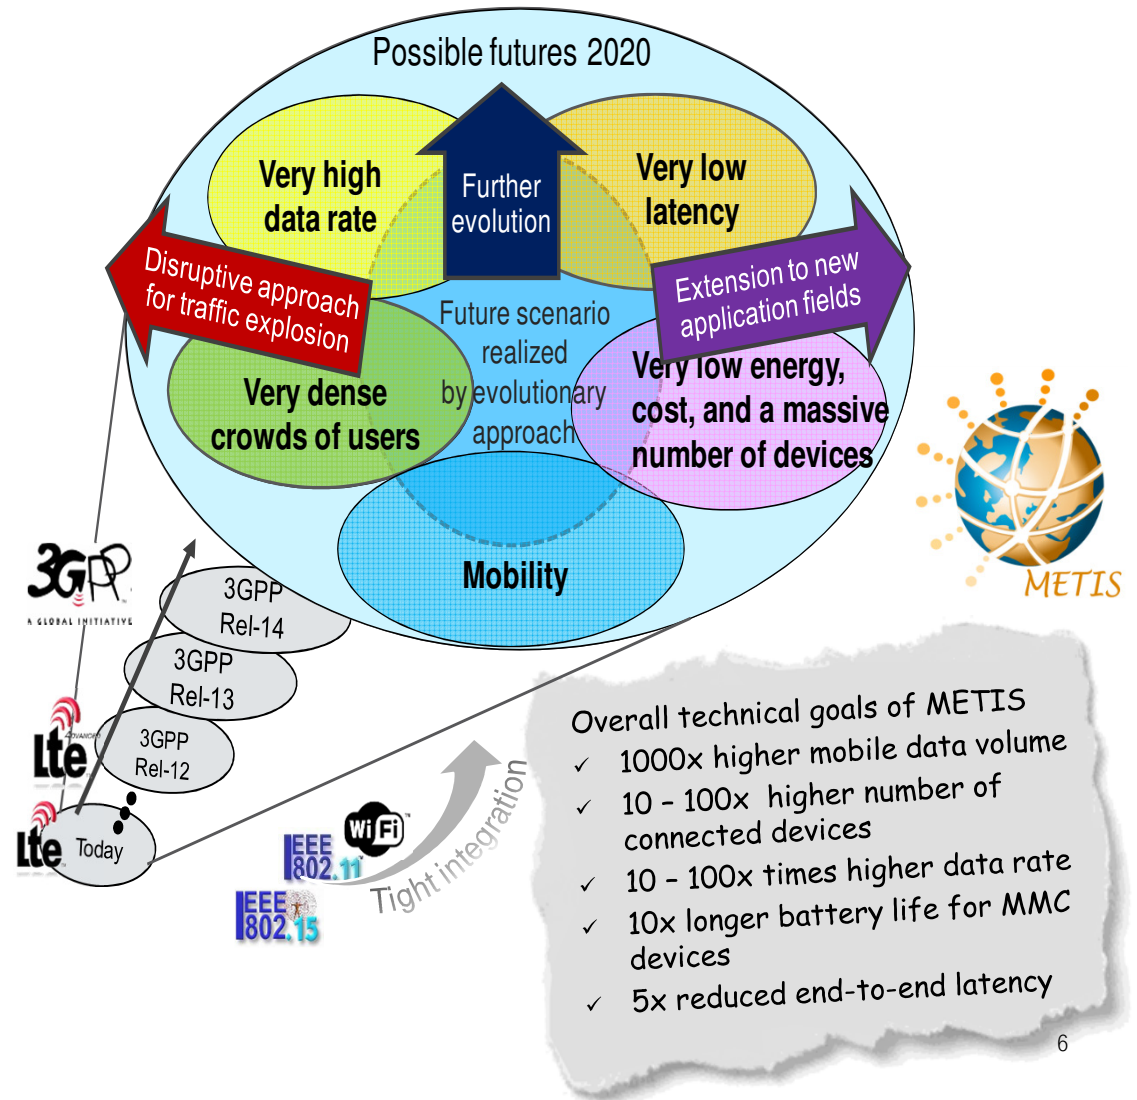 Possible futures 2020
Very high
data rate
Further
evolution
Very low
latency
Disruptive approach
for traffic explosion
Extension to new
application fields
Future scenario
realized
by evolutionary
approach
Very dense
crowds of users
Very low energy,
cost, and a massive
number of devices
Mobility
METIS
3GPP
A GLOBAL INITIATIVE
3GPP
Rel-14
3GPP
Rel-13
3GPP
Rel-12
Lte
ADVANCED
Lte
Today
IEEE
802.11
WiFi
IEEE
802.15
Tight integration
Overall technical goals of METIS
✓ 1000x higher mobile data volume
✓ 10 – 100x higher number of
connected devices
✓ 10 – 100x times higher data rate
✓ 10x longer battery life for MMC
devices
✓ 5x reduced end-to-end latency
6